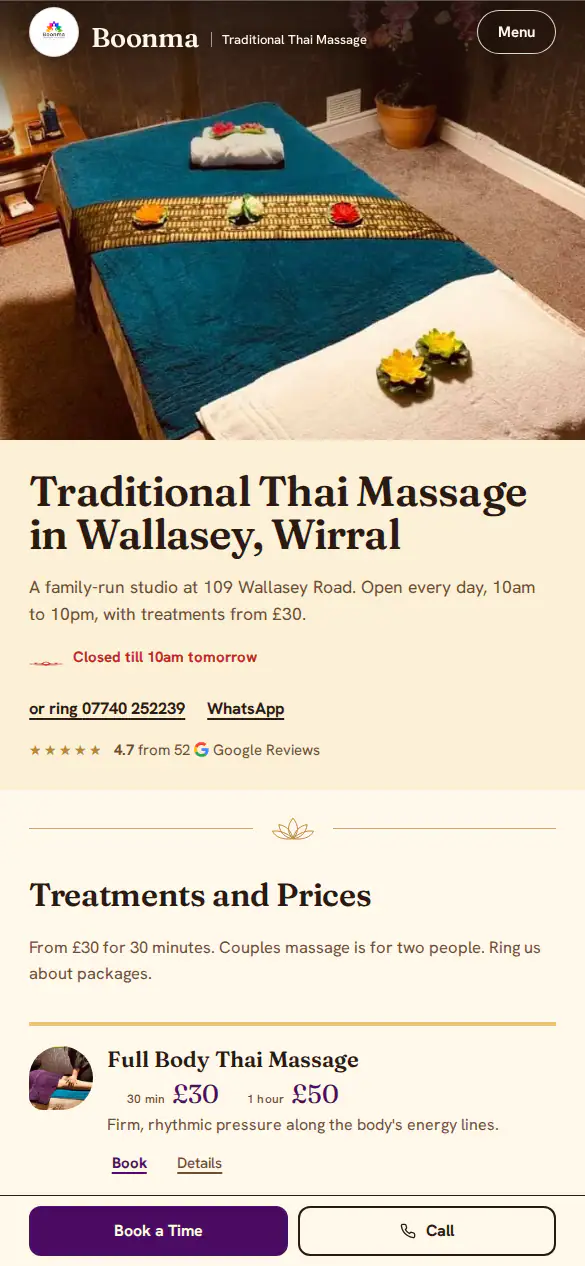 Boonma
Boonma
Traditional Thai Massage
Menu
Traditional Thai Massage
in Wallasey, Wirral
A family-run studio at 109 Wallasey Road. Open every day, 10am
to 10pm, with treatments from £30.
Closed till 10am tomorrow
or ring 07740 252239 WhatsApp
4.7 from 52 Google Reviews
Treatments and Prices
From £30 for 30 minutes. Couples massage is for two people. Ring us
about packages.
Full Body Thai Massage
30 min £30 1 hour £50
Firm, rhythmic pressure along the body's energy lines.
Book Details
Book a Time
Call